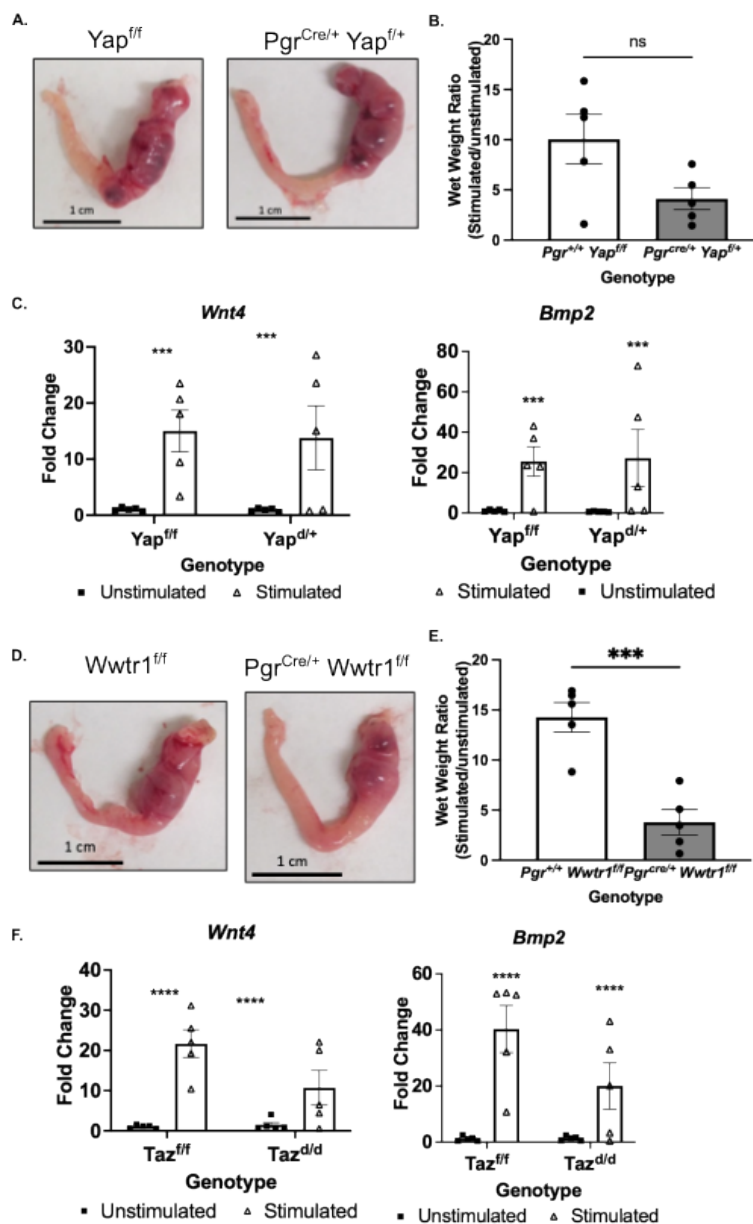 A.
Yap^f/f
Pgr^Cre/+ Yap^f/+
1 cm
1 cm
B.
ns
Wet Weight Ratio
(Stimulated/unstimulated)
20
15
10
5
0
Pgr^+/+ Yap^f/f Pgr^cre/+ Yap^f/+
Genotype
C.
Wnt4
Fold Change
30
20
10
0
*** ***
Yap^f/f Yap^d/+
Genotype
■ Unstimulated △ Stimulated
Bmp2
Fold Change
80
60
40
20
0
*** ***
Yap^f/f Yap^d/+
Genotype
△ Stimulated ■ Unstimulated
D.
Wwtr1^f/f
Pgr^Cre/+ Wwtr1^f/f
1 cm
1 cm
E.
***
Wet Weight Ratio
(Stimulated/unstimulated)
20
15
10
5
0
Pgr^+/+ Wwtr1^f/f Pgr^cre/+ Wwtr1^f/f
Genotype
F.
Wnt4
Fold Change
40
30
20
10
0
**** ****
Taz^f/f Taz^d/d
Genotype
■ Unstimulated △ Stimulated
Bmp2
Fold Change
60
40
20
0
**** ****
Taz^f/f Taz^d/d
Genotype
■ Unstimulated △ Stimulated